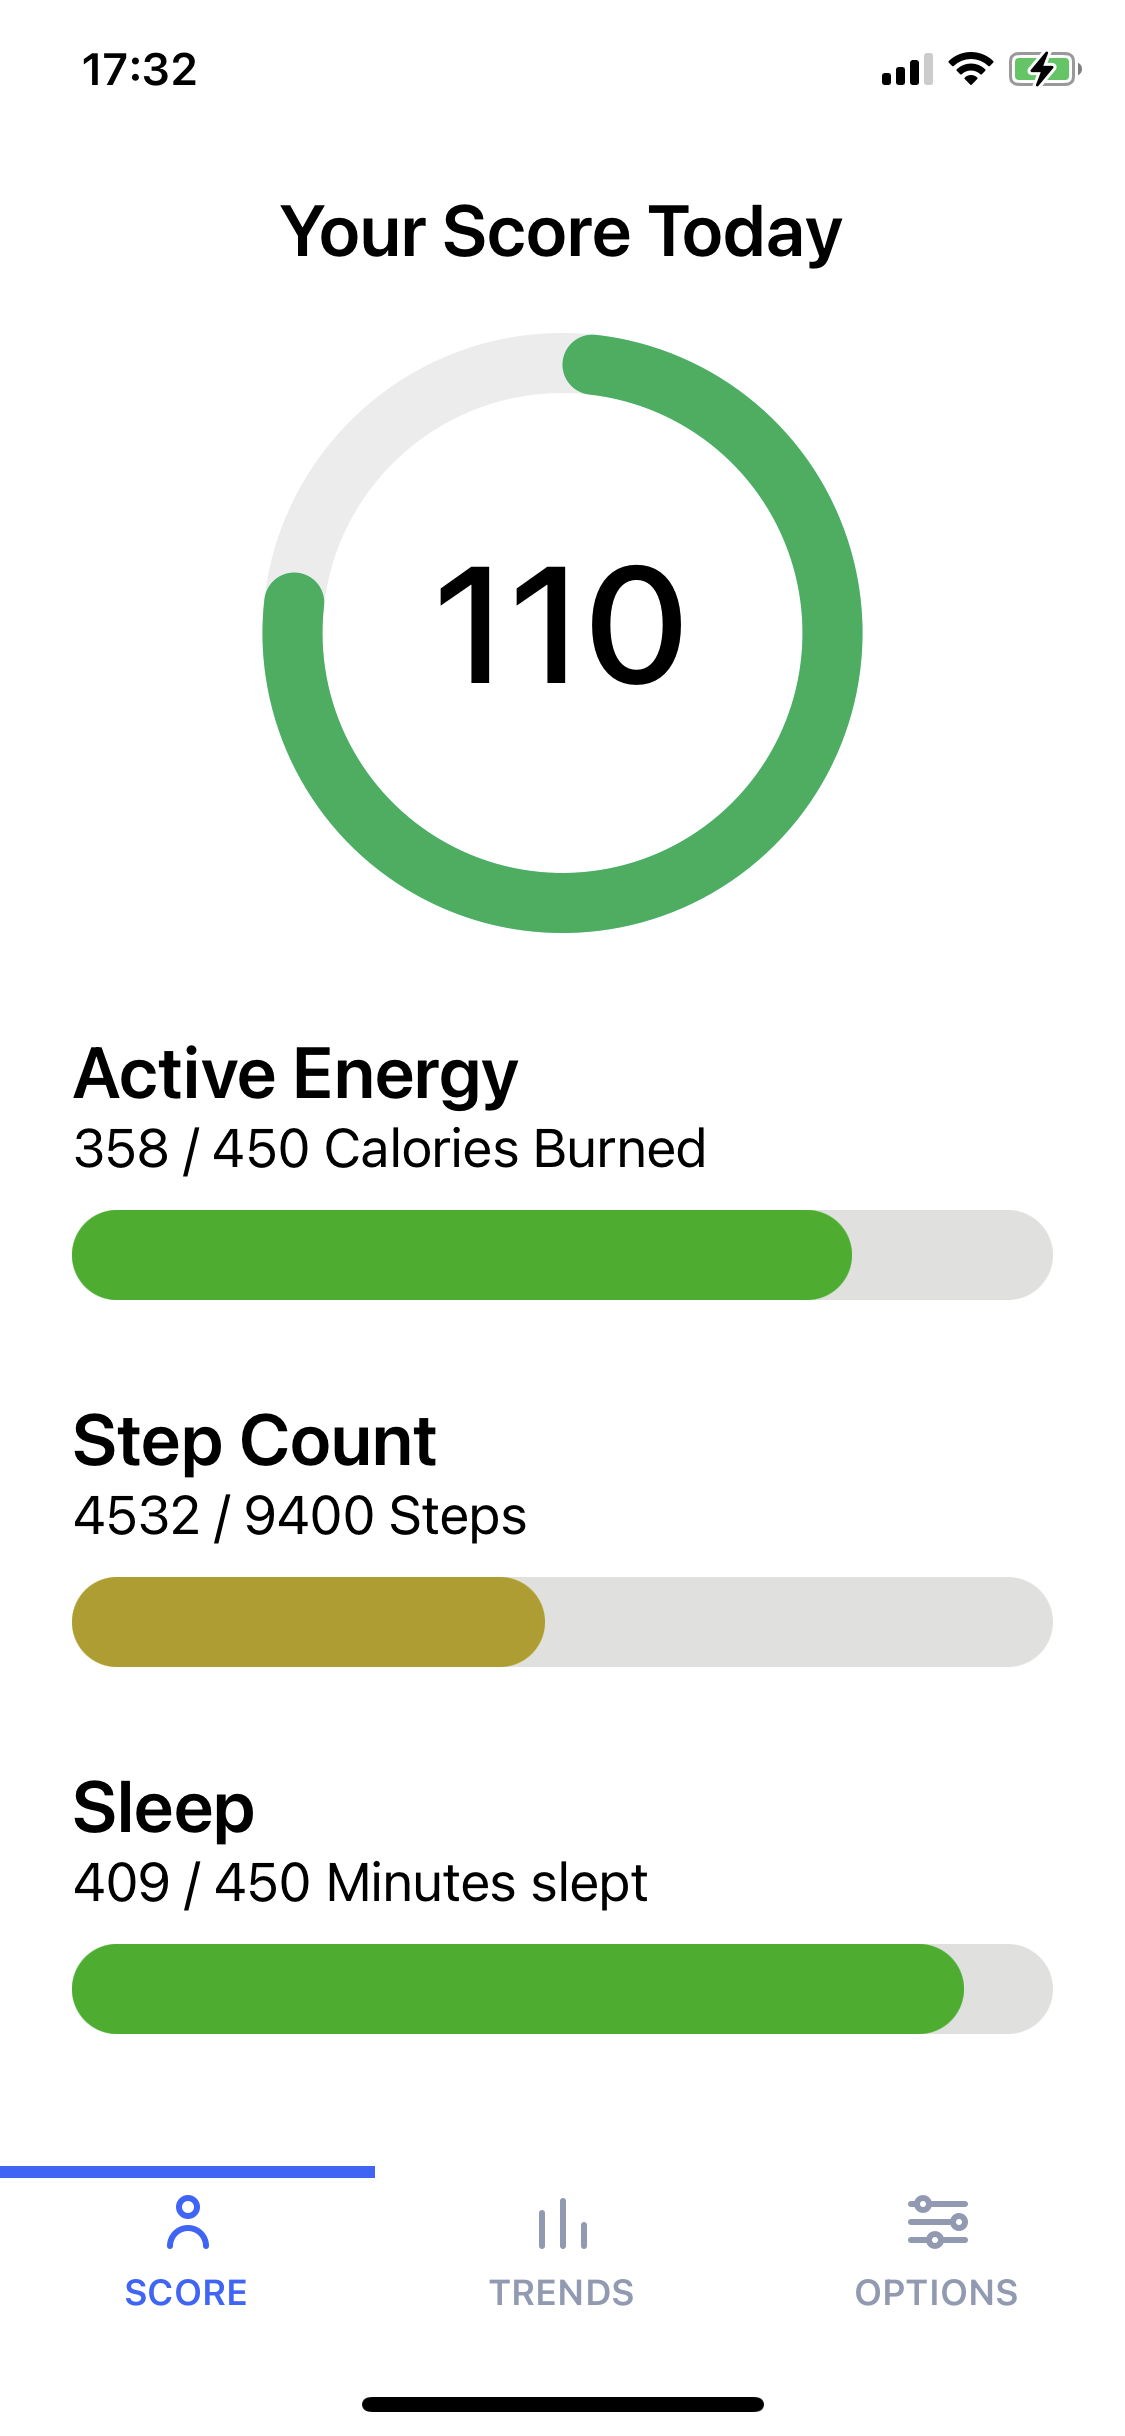 17:32
Your Score Today
110
Active Energy
358 / 450 Calories Burned
Step Count
4532 / 9400 Steps
Sleep
409 / 450 Minutes slept
SCORE
TRENDS
OPTIONS